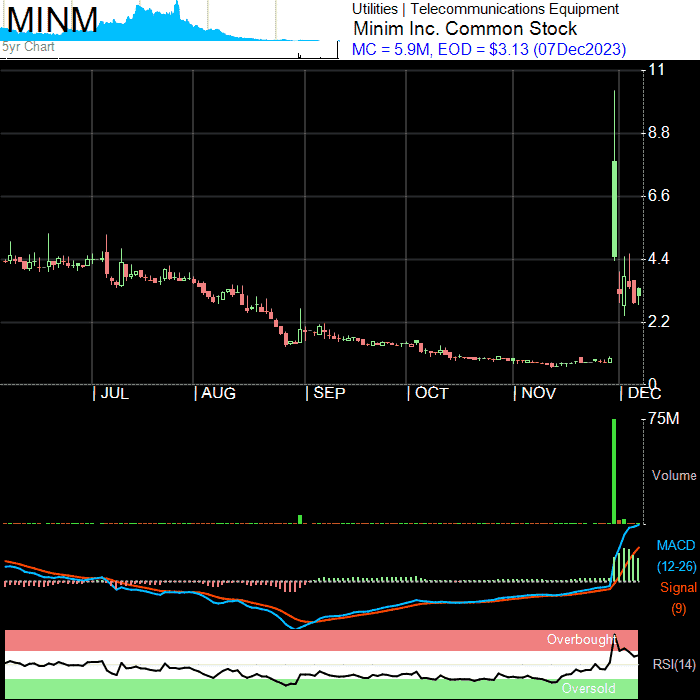 MINM
5yr Chart
Utilities | Telecommunications Equipment
Minim Inc. Common Stock
MC = 5.9M, EOD = $3.13 (07Dec2023)
11
8.8
6.6
4.4
2.2
0
| JUL | AUG | SEP | OCT | NOV | DEC
75M
Volume
MACD
(12-26)
Signal
(9)
Overbought
RSI(14)
Oversold